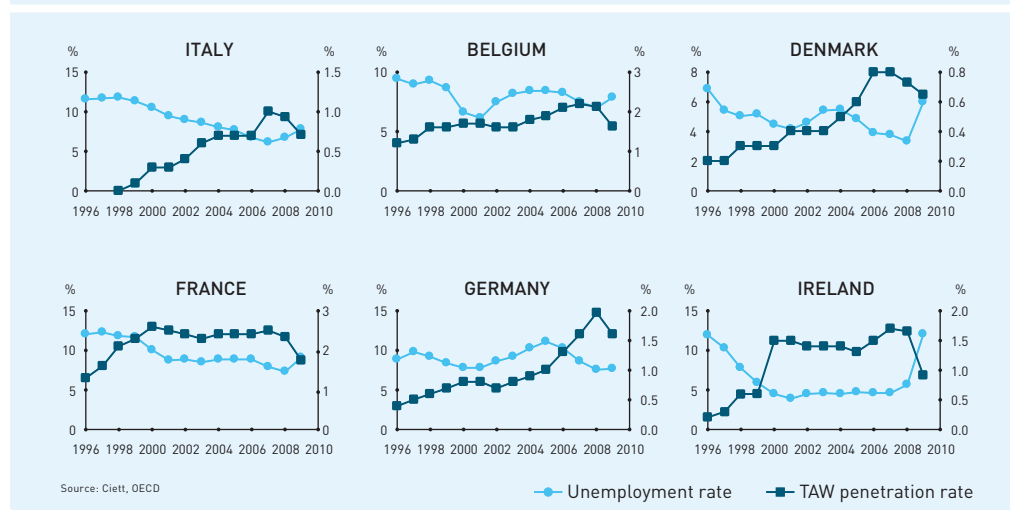 ITALY BELGIUM DENMARK
% % % % % %
15 1.5 10 3 8 0.8
6 0.6
10 1.0 2
5 4 0.4
5 0.5 1
2 0.2
0 0.0 0 0 0 0.0
1996 1998 2000 2002 2004 2006 2008 2010 1996 1998 2000 2002 2004 2006 2008 2010 1996 1998 2000 2002 2004 2006 2008 2010
FRANCE GERMANY IRELAND
% % % % % %
15 3 15 2.0 15 2.0
1.5 1.5
10 2 10 10
1.0 1.0
5 1 5 5
0.5 0.5
0 0 0 0.0 0 0.0
1996 1998 2000 2002 2004 2006 2008 2010 1996 1998 2000 2002 2004 2006 2008 2010 1996 1998 2000 2002 2004 2006 2008 2010
Source: Ciett, OECD
Unemployment rate TAW penetration rate